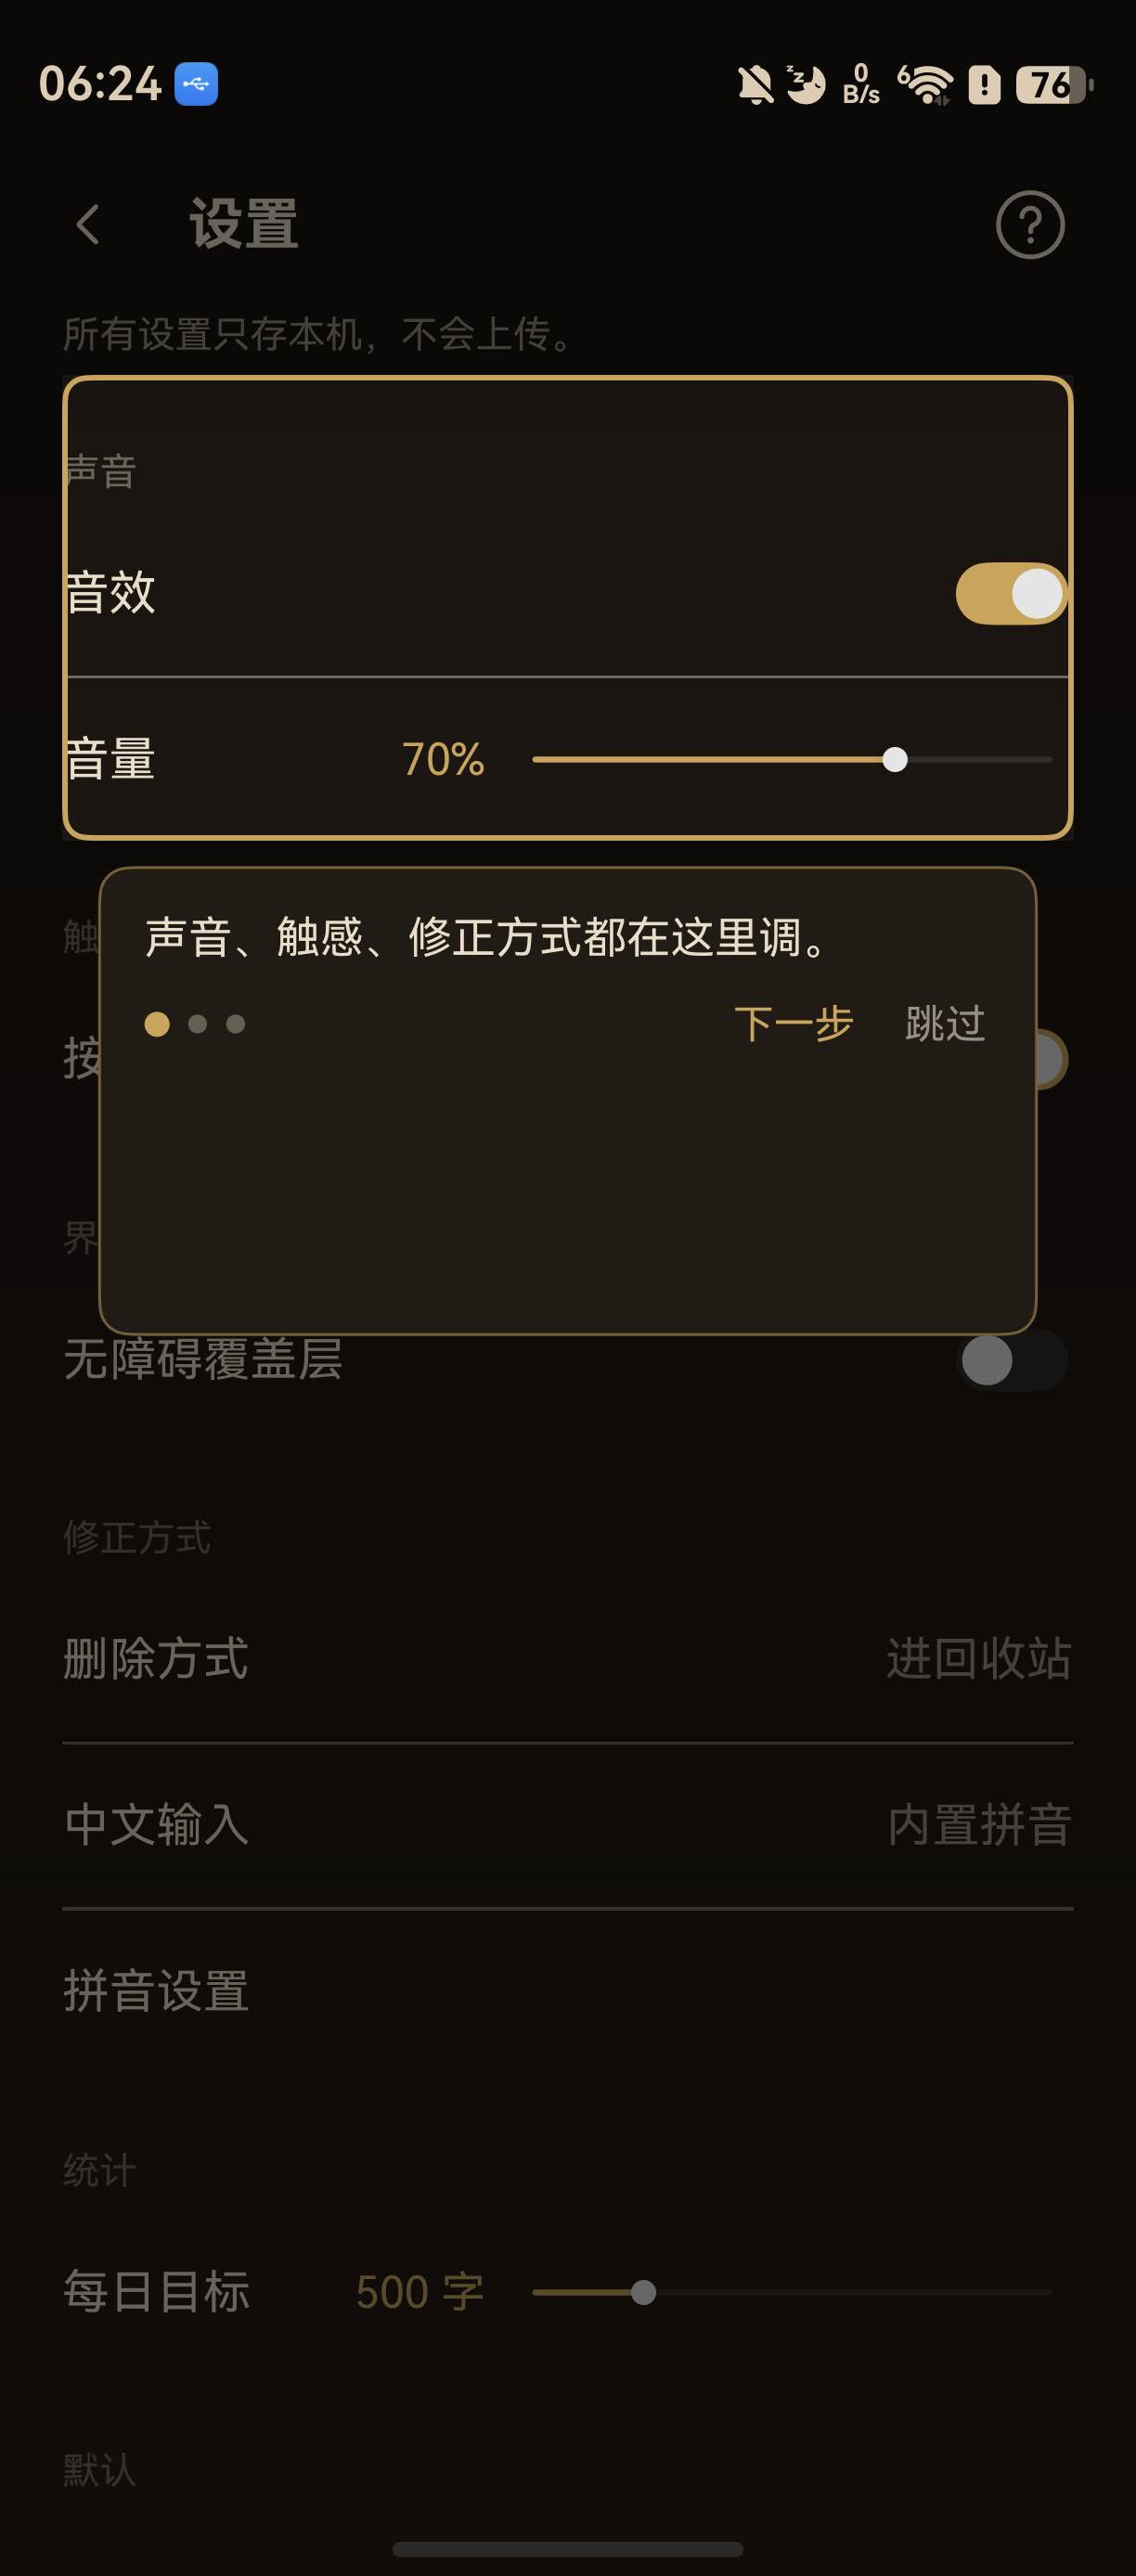 06:24
0 B/s
6
76
设置
所有设置只存本机，不会上传。
声音
音效
音量 70%
触
声音、触感、修正方式都在这里调。
下一步 跳过
按
界
无障碍覆盖层
修正方式
删除方式 进回收站
中文输入 内置拼音
拼音设置
统计
每日目标 500 字
默认